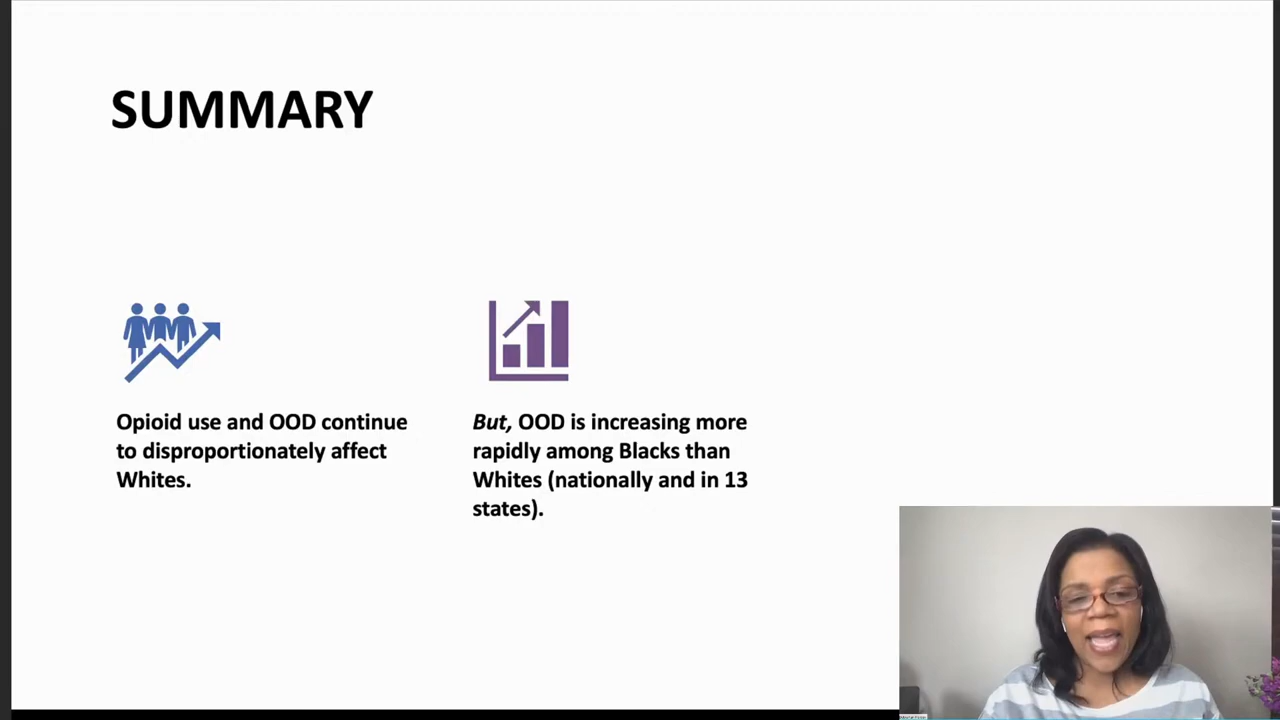 SUMMARY
Opioid use and OOD continue
to disproportionately affect
Whites.
But, OOD is increasing more
rapidly among Blacks than
Whites (nationally and in 13
states).